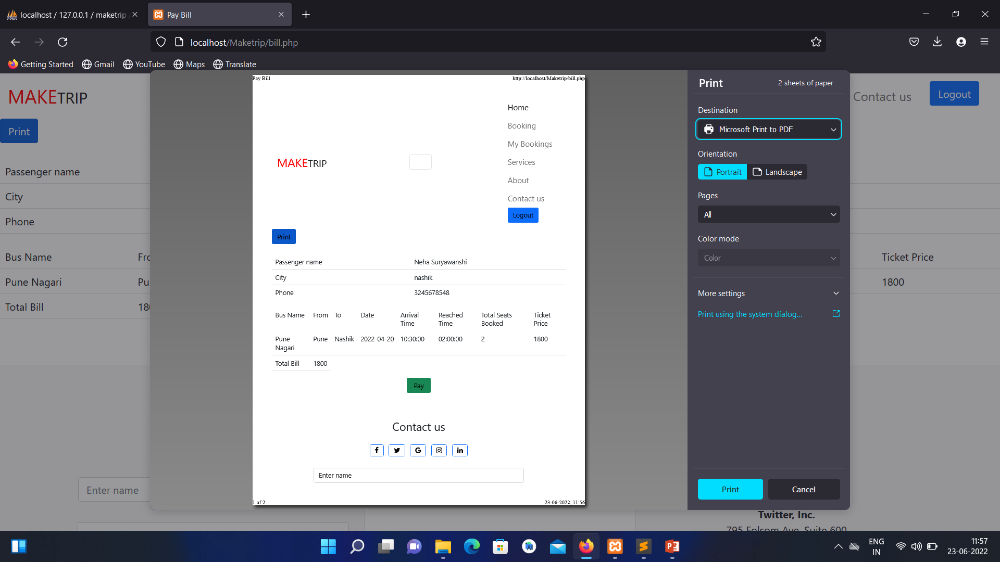 localhost / 127.0.0.1 / maketrip /
Pay Bill
localhost/Maketrip/bill.php
Getting Started
Gmail
YouTube
Maps
Translate
MAKETRIP
Contact us
Logout
Print
Passenger name
City
Phone
Bus Name
Ticket Price
Pune Nagari
1800
Total Bill
Enter name
Twitter, Inc.
795 Folsom Ave, Suite 600
Pay Bill
http://localhost/Maketrip/bill.php
Home
Booking
My Bookings
Services
About
Contact us
Logout
MAKETRIP
Print
Passenger name Neha Suryawanshi
City nashik
Phone 3245678548
Bus Name From To Date Arrival Time Reached Time Total Seats Booked Ticket Price
Pune Nagari Pune Nashik 2022-04-20 10:30:00 02:00:00 2 1800
Total Bill 1800
Pay
Contact us
Enter name
1 of 2
23-06-2022, 11:56
Print
2 sheets of paper
Destination
Microsoft Print to PDF
Orientation
Portrait
Landscape
Pages
All
Color mode
Color
More settings
Print using the system dialog...
Print
Cancel
ENG
IN
11:57
23-06-2022